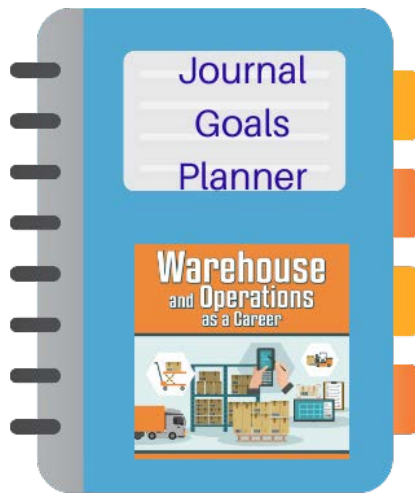 Journal
Goals
Planner
Warehouse
and Operations
as a Career